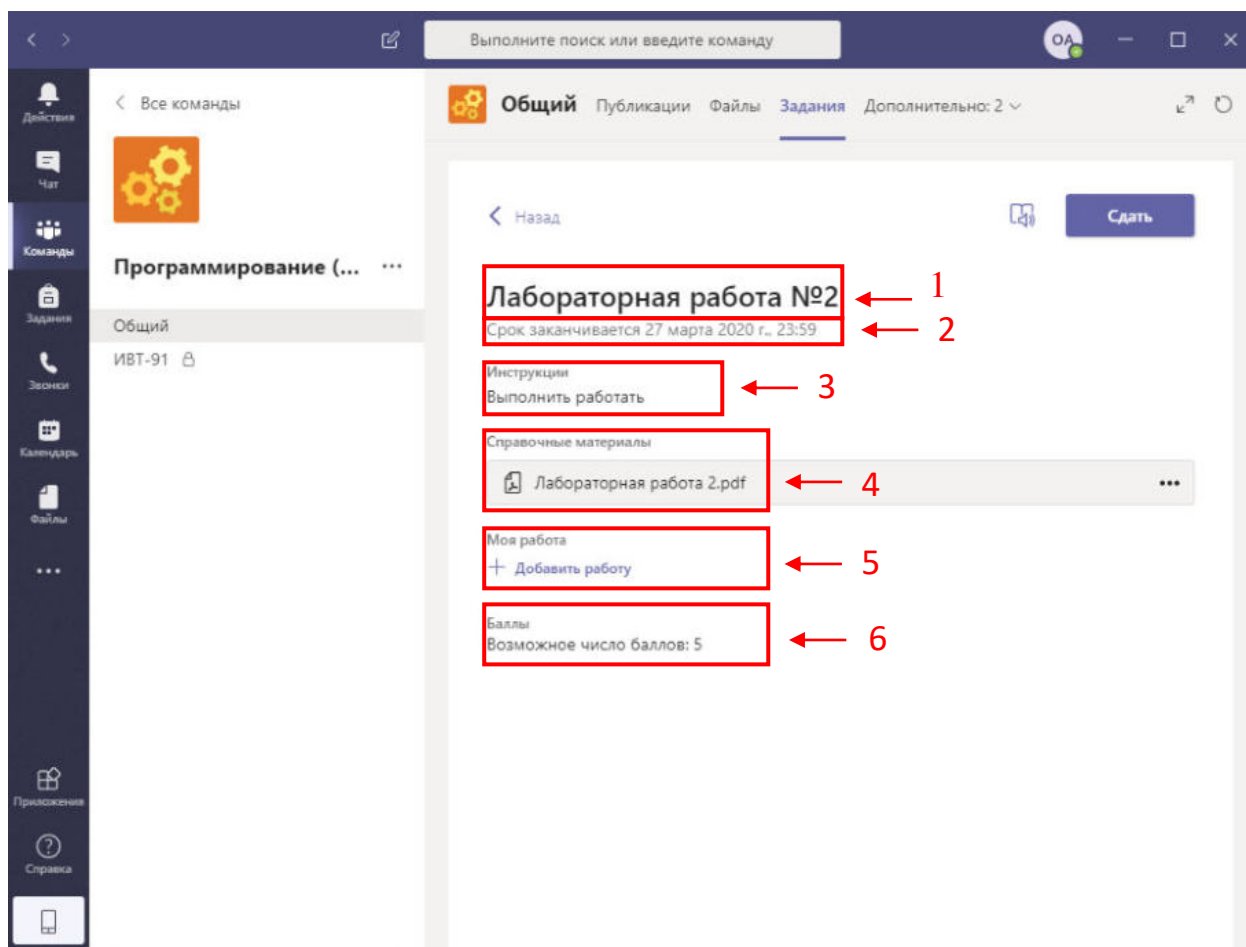 Выполните поиск или введите команду
ОА
Действия
Чат
Команды
Задания
Звонки
Календарь
Файлы
Приложения
Справка
Все команды
Программирование (...
Общий
ИВТ-91
Общий Публикации Файлы Задания Дополнительно: 2
Назад
Сдать
Лабораторная работа №2
1
Срок заканчивается 27 марта 2020 г., 23:59
2
Инструкции
Выполнить работать
3
Справочные материалы
Лабораторная работа 2.pdf
4
Моя работа
+ Добавить работу
5
Баллы
Возможное число баллов: 5
6